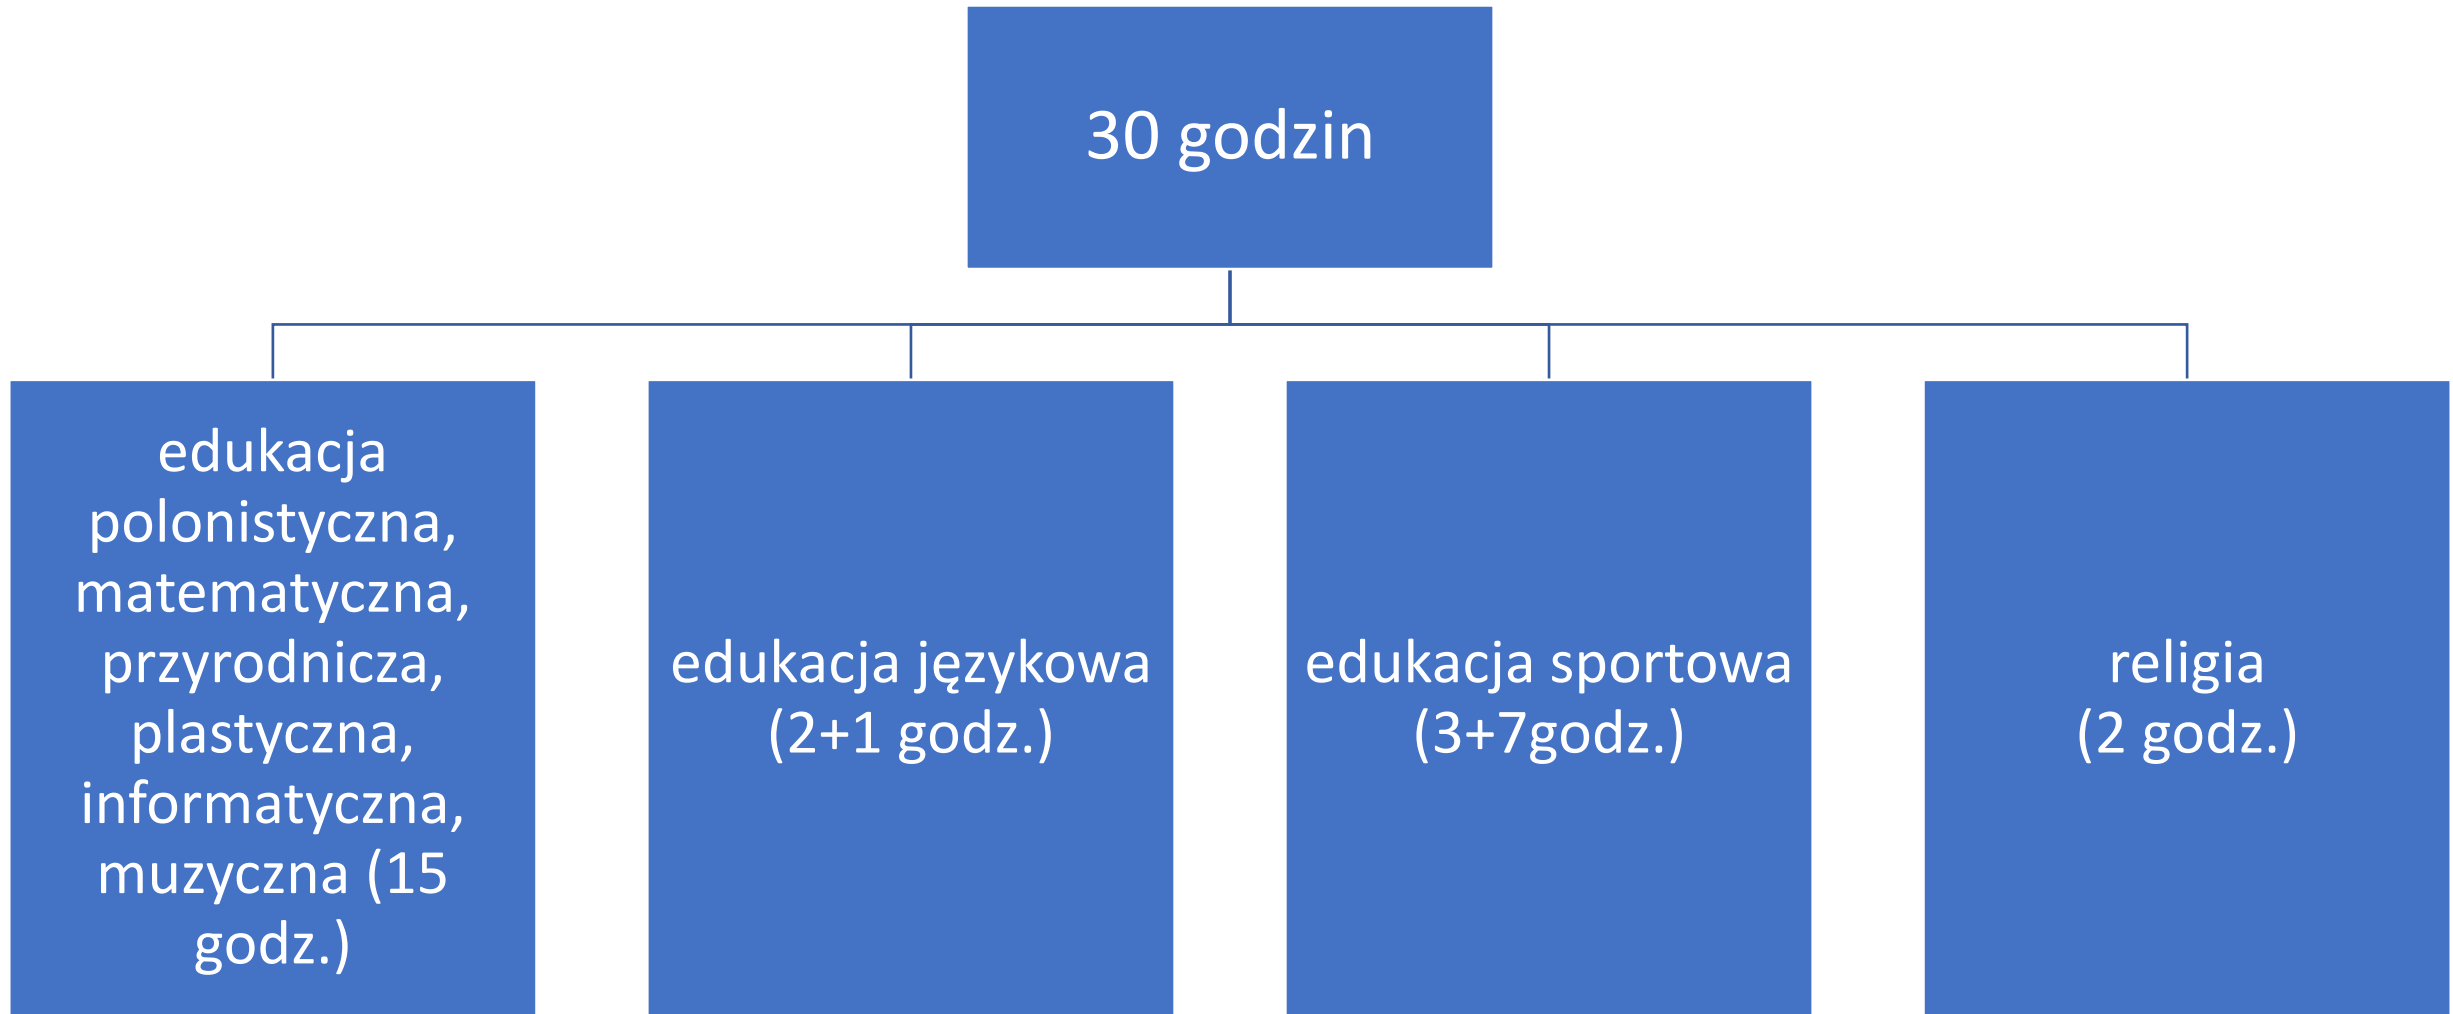 30 godzin
edukacja
polonistyczna,
matematyczna,
przyrodnicza,
plastyczna,
informatyczna,
muzyczna (15
godz.)
edukacja językowa
(2+1 godz.)
edukacja sportowa
(3+7godz.)
religia
(2 godz.)